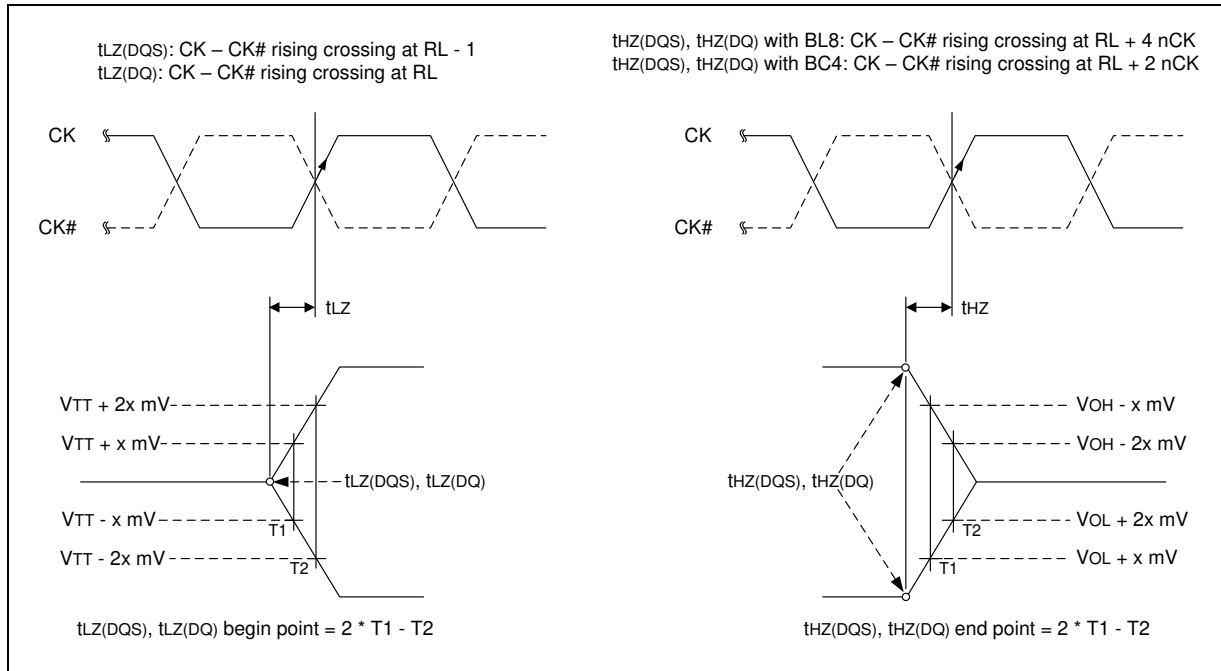 tLZ(DQS): CK – CK# rising crossing at RL - 1
tLZ(DQ): CK – CK# rising crossing at RL
CK
CK#
tLZ
VTT + 2x mV
VTT + x mV
tLZ(DQS), tLZ(DQ)
VTT - x mV
T1
VTT - 2x mV
T2
tLZ(DQS), tLZ(DQ) begin point = 2 * T1 - T2
tHZ(DQS), tHZ(DQ) with BL8: CK – CK# rising crossing at RL + 4 nCK
tHZ(DQS), tHZ(DQ) with BC4: CK – CK# rising crossing at RL + 2 nCK
CK
CK#
tHZ
VOH - x mV
VOH - 2x mV
tHZ(DQS), tHZ(DQ)
VOL + 2x mV
T2
VOL + x mV
T1
tHZ(DQS), tHZ(DQ) end point = 2 * T1 - T2